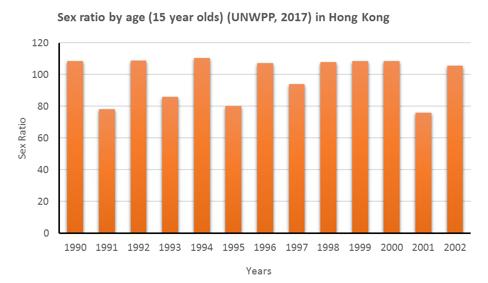 Sex ratio by age (15 year olds) (UNWPP, 2017) in Hong Kong
120
100
80
60
40
20
0
Sex Ratio
1990 1991 1992 1993 1994 1995 1996 1997 1998 1999 2000 2001 2002
Years